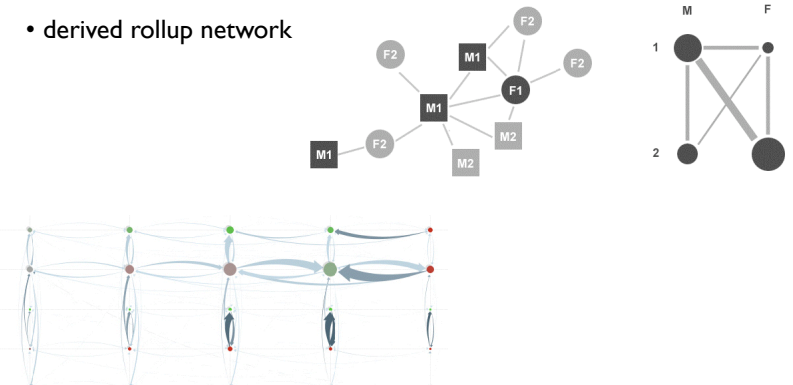 • derived rollup network
M F
F2
F2 M1
1
F2
F1
M1
M2
F2
M1 M2
2